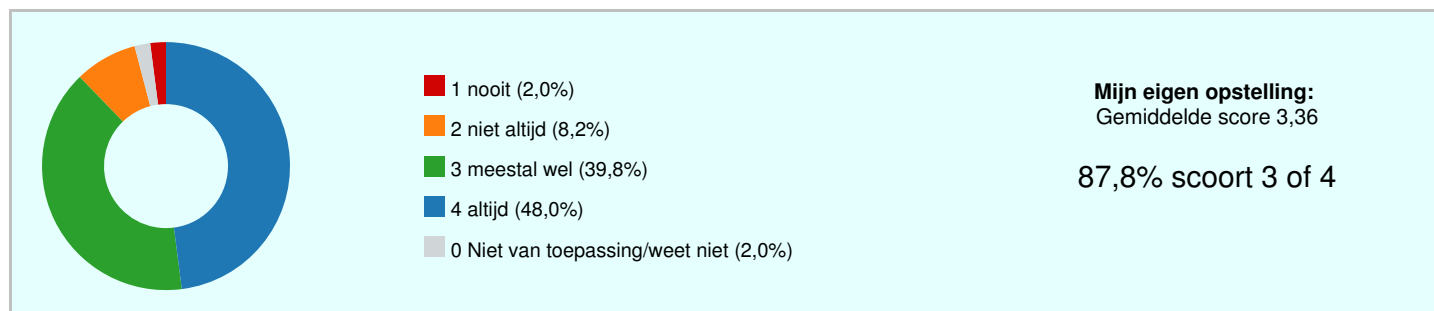 1 nooit (2,0%)
2 niet altijd (8,2%)
3 meestal wel (39,8%)
4 altijd (48,0%)
0 Niet van toepassing/weet niet (2,0%)
Mijn eigen opstelling:
Gemiddelde score 3,36
87,8% scoort 3 of 4